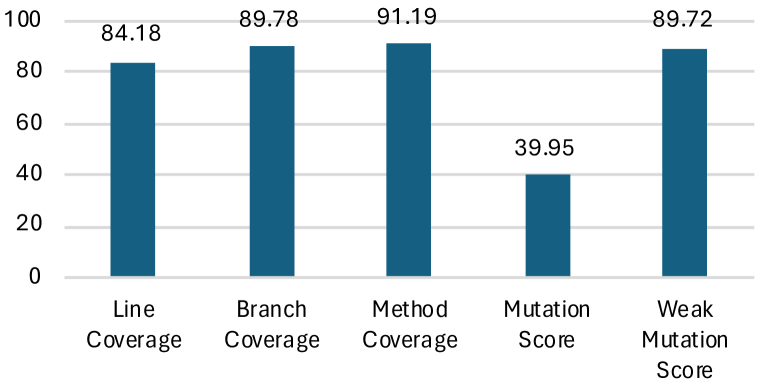 100
80
60
40
20
0
84.18
89.78
91.19
39.95
89.72
Line
Coverage
Branch
Coverage
Method
Coverage
Mutation
Score
Weak
Mutation
Score